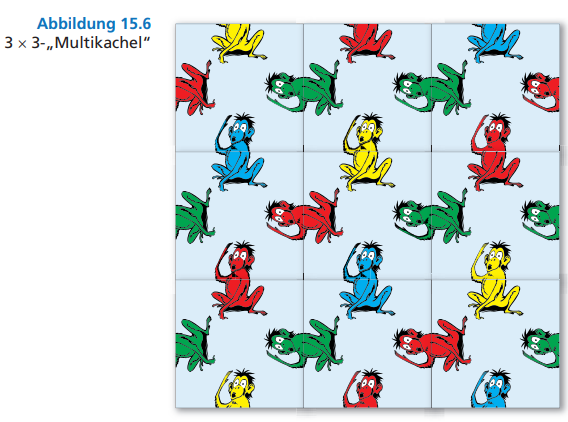 Abbildung 15.6
3 × 3-„Multikachel“